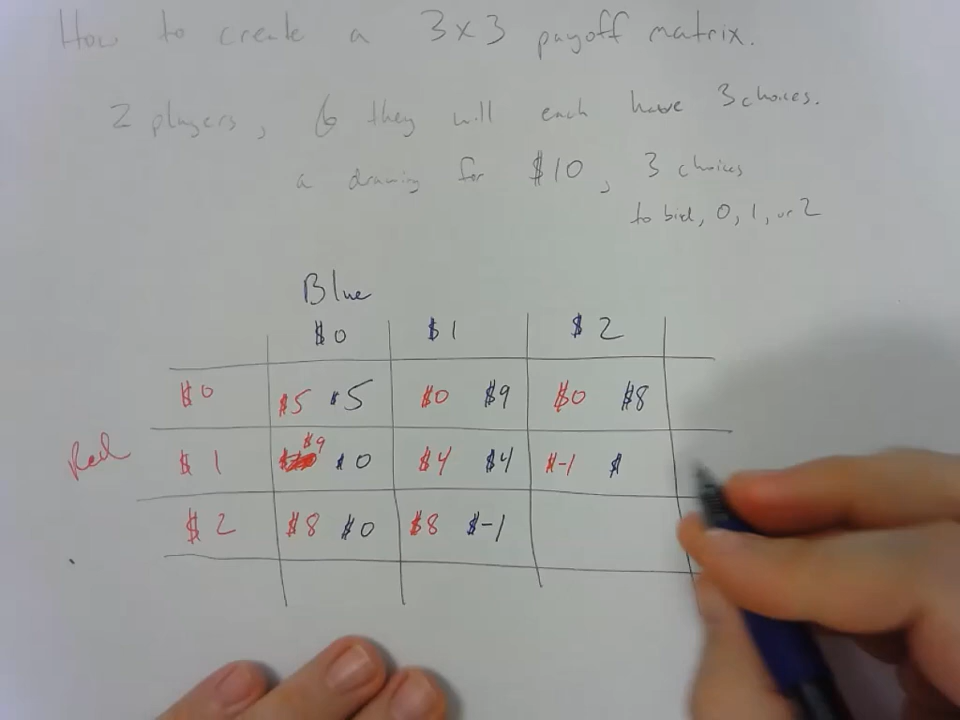 How to create a 3x3 payoff matrix.
2 players, they will each have 3 choices.
a drawing for $10, 3 choices
to bid, 0, 1, or 2
Blue
$0 $1 $2
$0 $5 $5 $0 $9 $0 $8
Red $1 $9 $0 $4 $4 $-1 $
$2 $8 $0 $8 $-1